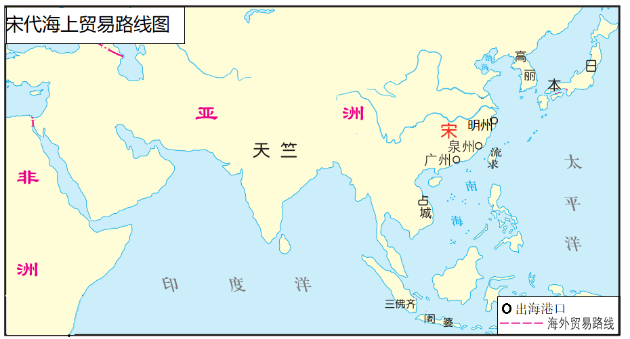 宋代海上贸易路线图
高
丽
日
本
渤
海
亚
洲
宋
明州
泉州
广州
流
求
天竺
非
洲
太
平
洋
南
海
占
城
印度洋
三佛齐
阇婆
出海港口
海外贸易路线